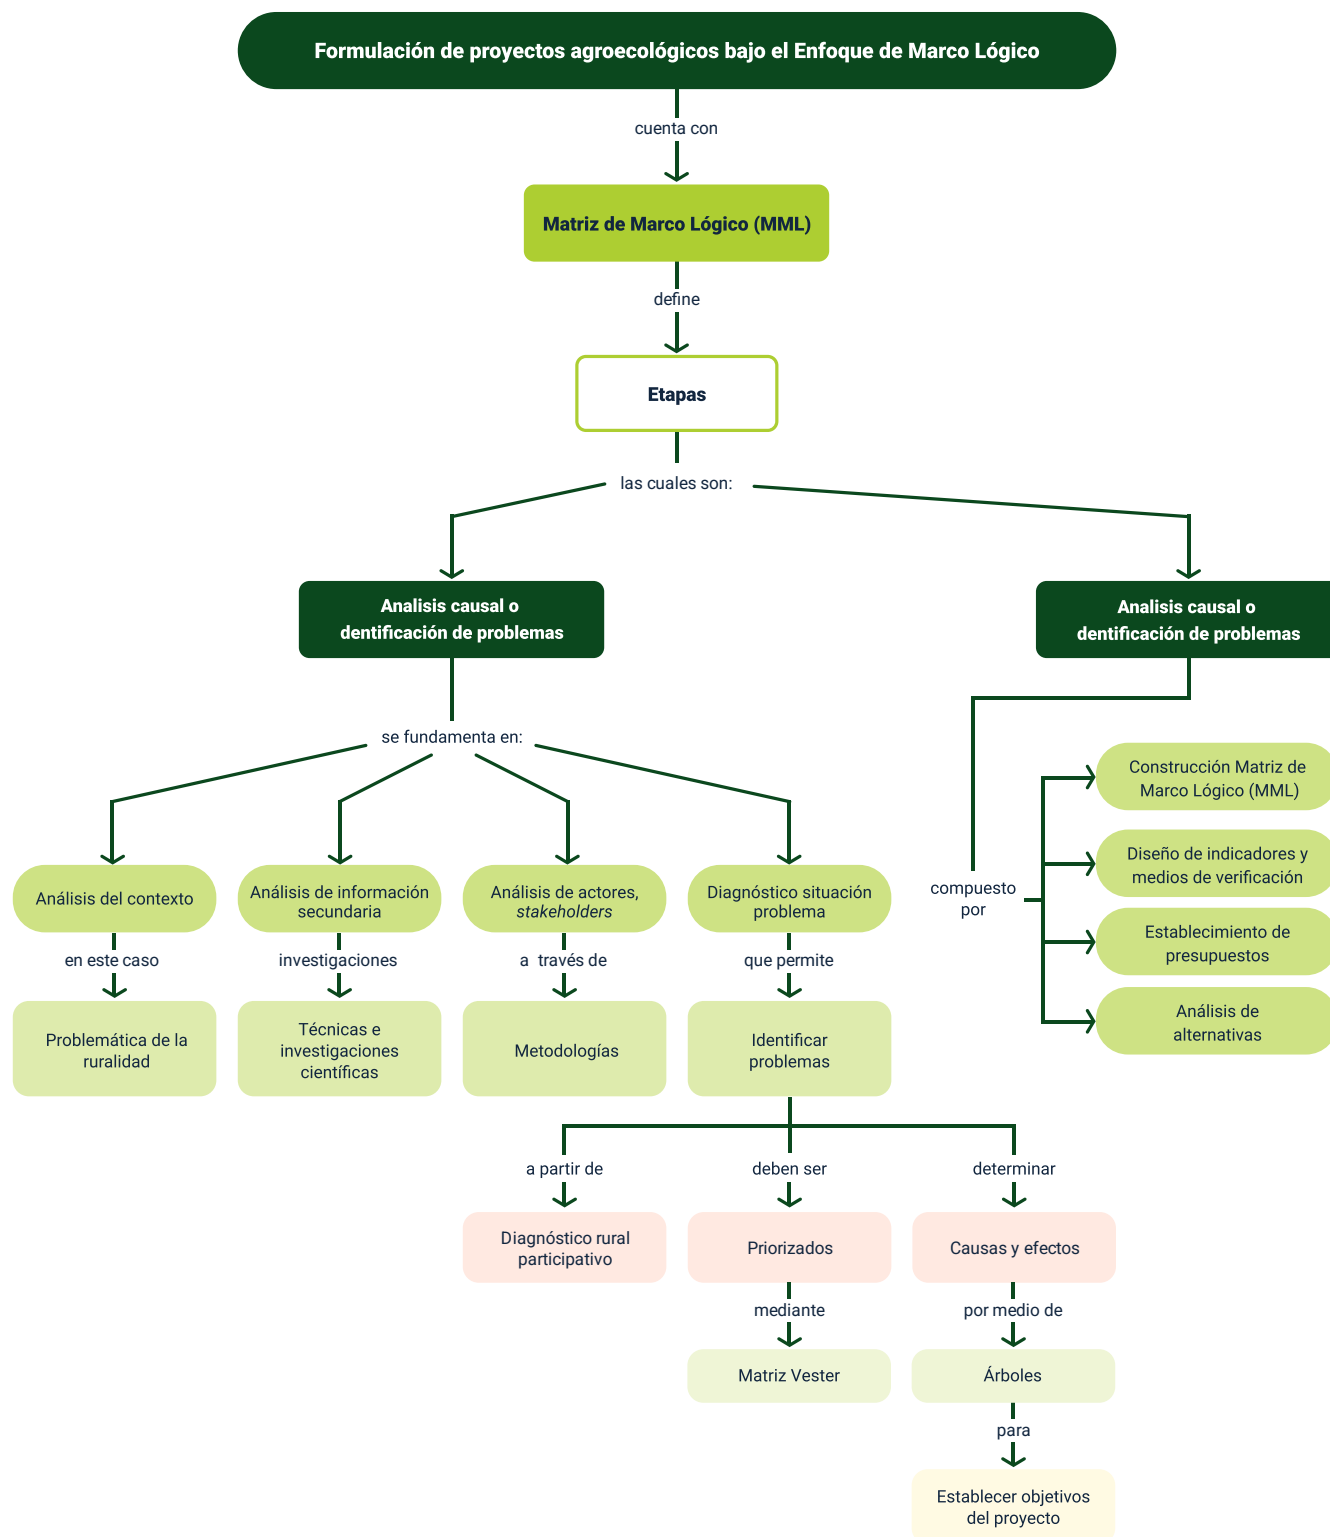 Formulación de proyectos agroecológicos bajo el Enfoque de Marco Lógico
cuenta con
Matriz de Marco Lógico (MML)
define
Etapas
las cuales son:
Analisis causal o
dentificación de problemas
Analisis causal o
dentificación de problemas
se fundamenta en:
Análisis del contexto
en este caso
Problemática de la
ruralidad
Análisis de información
secundaria
investigaciones
Técnicas e
investigaciones
científicas
Análisis de actores,
stakeholders
a través de
Metodologías
Diagnóstico situación
problema
que permite
Identificar
problemas
a partir de
Diagnóstico rural
participativo
deben ser
Priorizados
mediante
Matriz Vester
determinar
Causas y efectos
por medio de
Árboles
para
Establecer objetivos
del proyecto
compuesto
por
Construcción Matriz de
Marco Lógico (MML)
Diseño de indicadores y
medios de verificación
Establecimiento de
presupuestos
Análisis de
alternativas